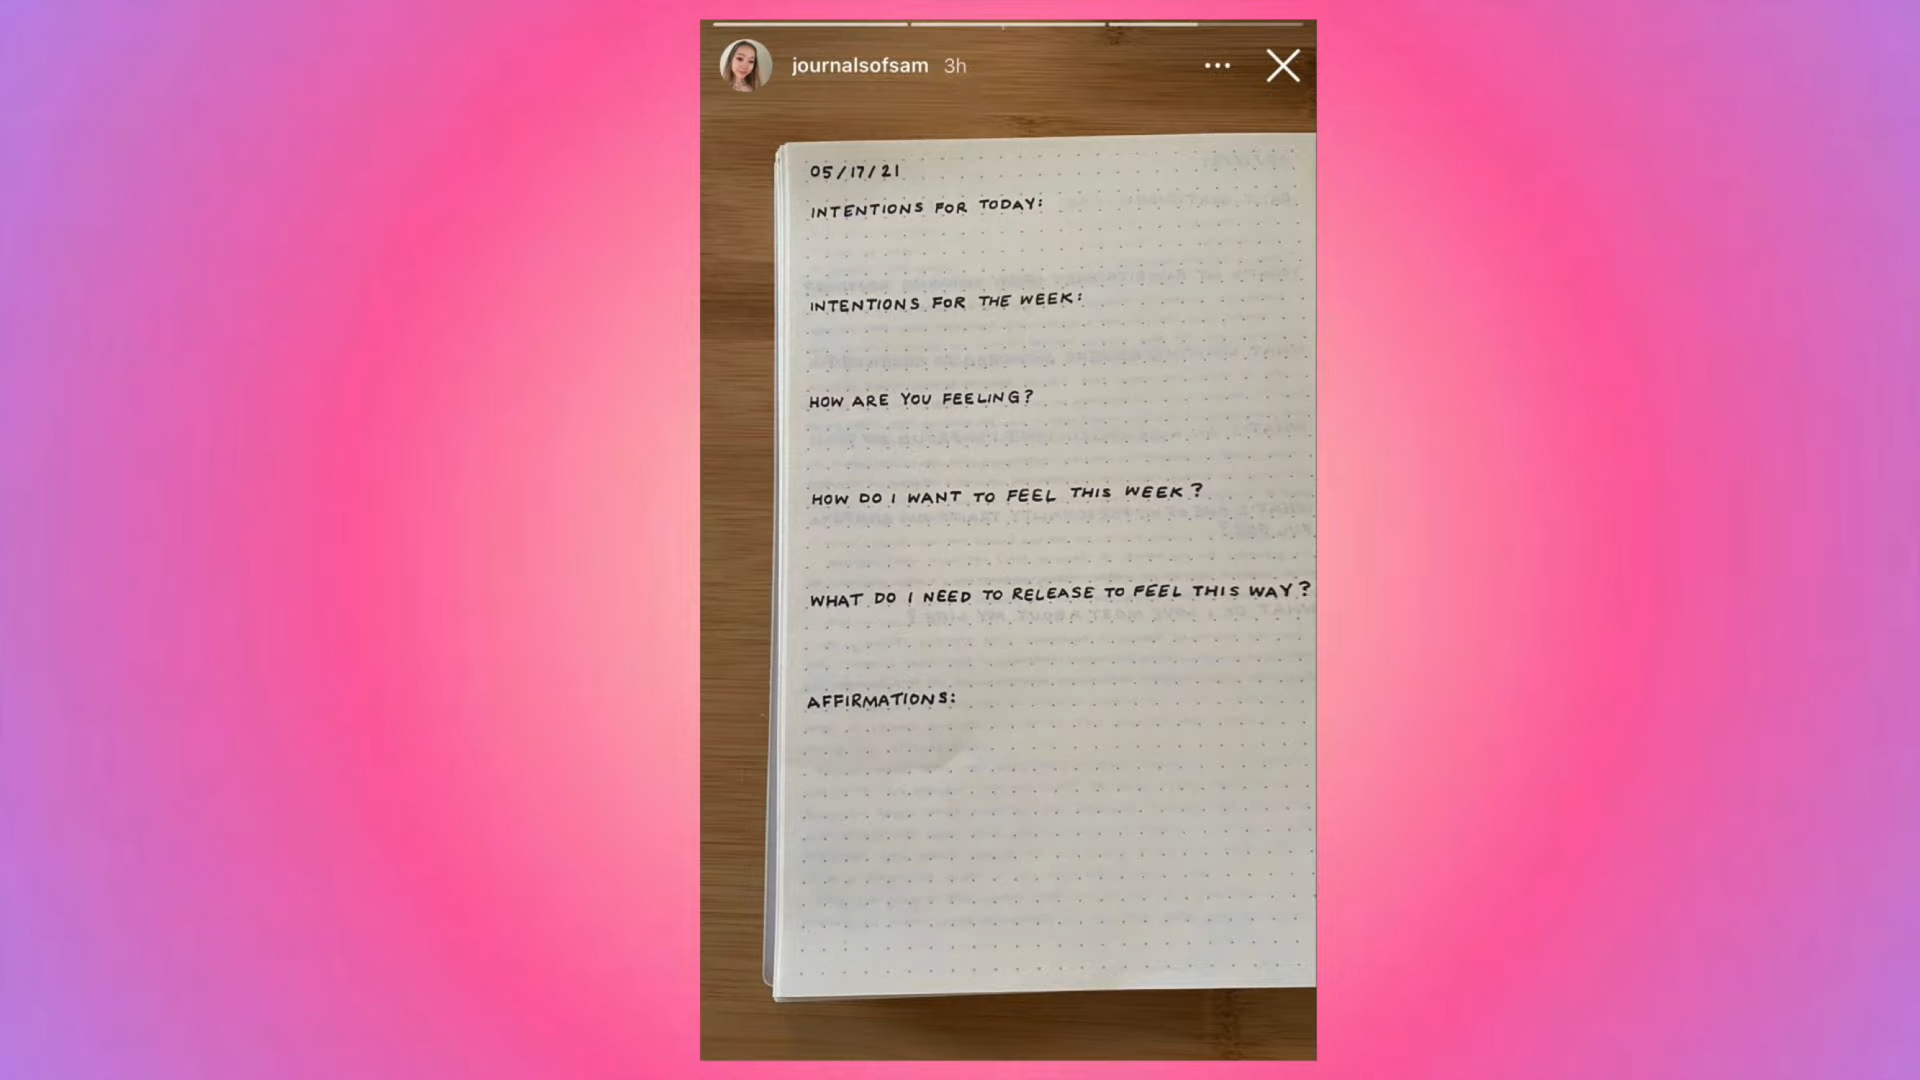 journalsofsam 3h
05/17/21
INTENTIONS FOR TODAY:
INTENTIONS FOR THE WEEK:
HOW ARE YOU FEELING?
HOW DO I WANT TO FEEL THIS WEEK?
WHAT DO I NEED TO RELEASE TO FEEL THIS WAY?
AFFIRMATIONS: